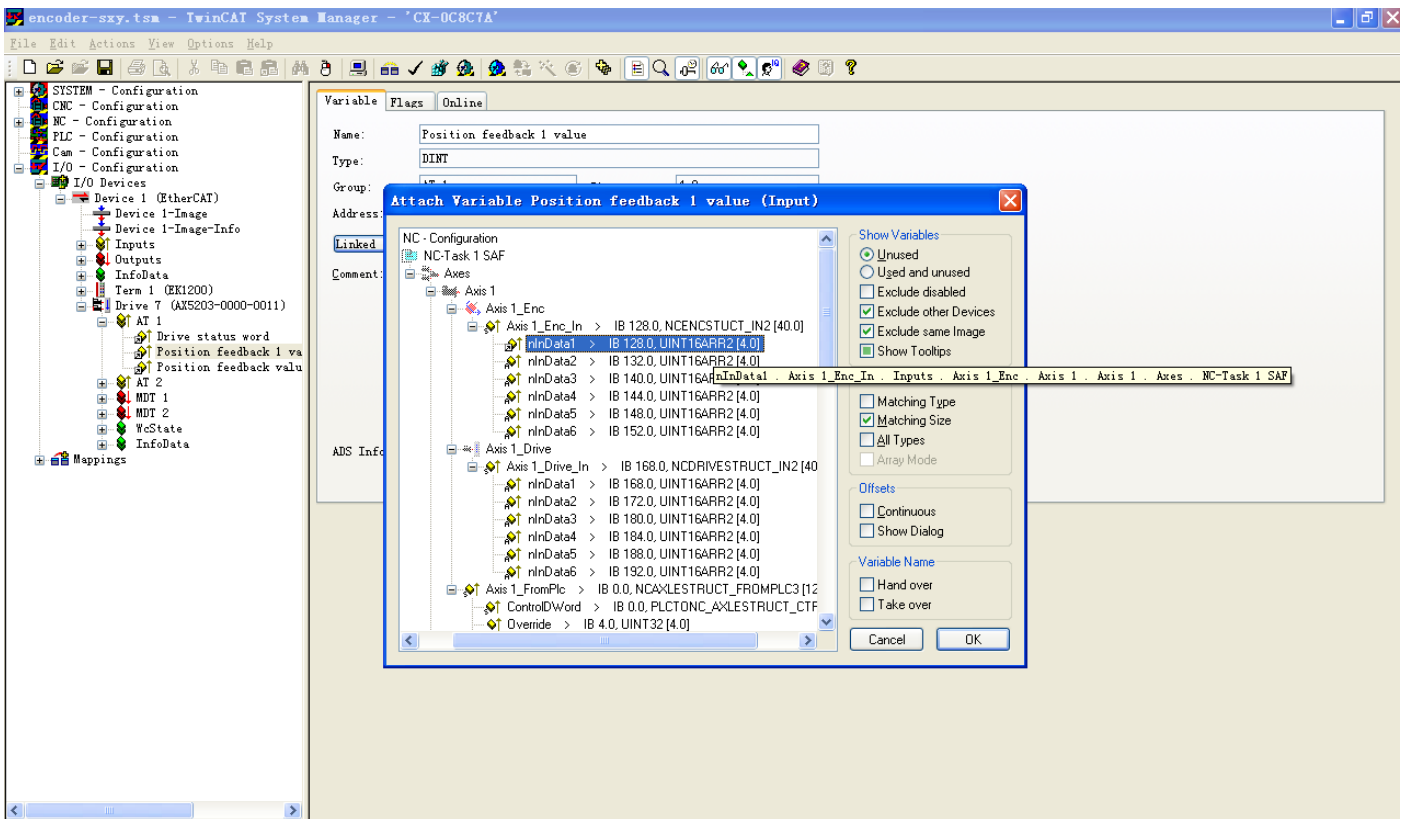 encoder-sxy.tsm - TwinCAT System Manager - 'CX-0C8C7A'
File Edit Actions View Options Help
SYSTEM - Configuration
CNC - Configuration
NC - Configuration
PLC - Configuration
Cam - Configuration
I/O - Configuration
I/O Devices
Device 1 (EtherCAT)
Device 1-Image
Device 1-Image-Info
Inputs
Outputs
InfoData
Term 1 (EK1200)
Drive 7 (AX5203-0000-0011)
AT 1
Drive status word
Position feedback 1 va
Position feedback valu
AT 2
MDT 1
MDT 2
WcState
InfoData
Mappings
Variable Flags Online
Name: Position feedback 1 value
Type: DINT
Group:
Address:
Linked
Comment:
ADS Info
Attach Variable Position feedback 1 value (Input)
NC - Configuration
NC-Task 1 SAF
Axes
Axis 1
Axis 1_Enc
Axis 1_Enc_In > IB 128.0, NCENCSTUCT_IN2 [40.0]
nInData1 > IB 128.0, UINT16ARR2 [4.0]
nInData2 > IB 132.0, UINT16ARR2 [4.0]
nInData3 > IB 140.0, UINT16AR
nInData4 > IB 144.0, UINT16ARR2 [4.0]
nInData5 > IB 148.0, UINT16ARR2 [4.0]
nInData6 > IB 152.0, UINT16ARR2 [4.0]
Axis 1_Drive
Axis 1_Drive_In > IB 168.0, NCDRIVESTRUCT_IN2 [40
nInData1 > IB 168.0, UINT16ARR2 [4.0]
nInData2 > IB 172.0, UINT16ARR2 [4.0]
nInData3 > IB 180.0, UINT16ARR2 [4.0]
nInData4 > IB 184.0, UINT16ARR2 [4.0]
nInData5 > IB 188.0, UINT16ARR2 [4.0]
nInData6 > IB 192.0, UINT16ARR2 [4.0]
Axis 1_FromPlc > IB 0.0, NCAXLESTRUCT_FROMPLC3 [12
ControlDWord > IB 0.0, PLCTONC_AXLESTRUCT_CTF
Override > IB 4.0, UINT32 [4.0]
nInData1 . Axis 1_Enc_In . Inputs . Axis 1_Enc . Axis 1 . Axis 1 . Axes . NC-Task 1 SAF
Show Variables
Unused
Used and unused
Exclude disabled
Exclude other Devices
Exclude same Image
Show Tooltips
Matching Type
Matching Size
All Types
Array Mode
Offsets
Continuous
Show Dialog
Variable Name
Hand over
Take over
Cancel OK